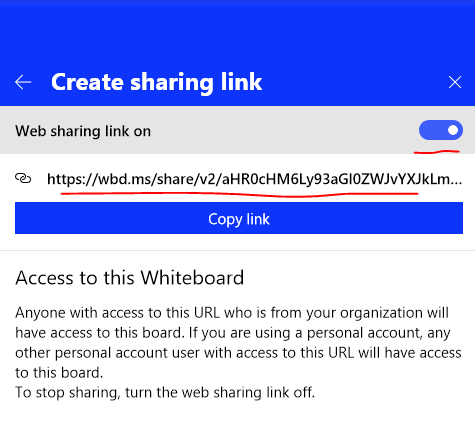 Create sharing link
Web sharing link on
https://wbd.ms/share/v2/aHR0cHM6Ly93aGl0ZWJvYXJkLm...
Copy link
Access to this Whiteboard
Anyone with access to this URL who is from your organization will
have access to this board. If you are using a personal account, any
other personal account user with access to this URL will have access
to this board.
To stop sharing, turn the web sharing link off.